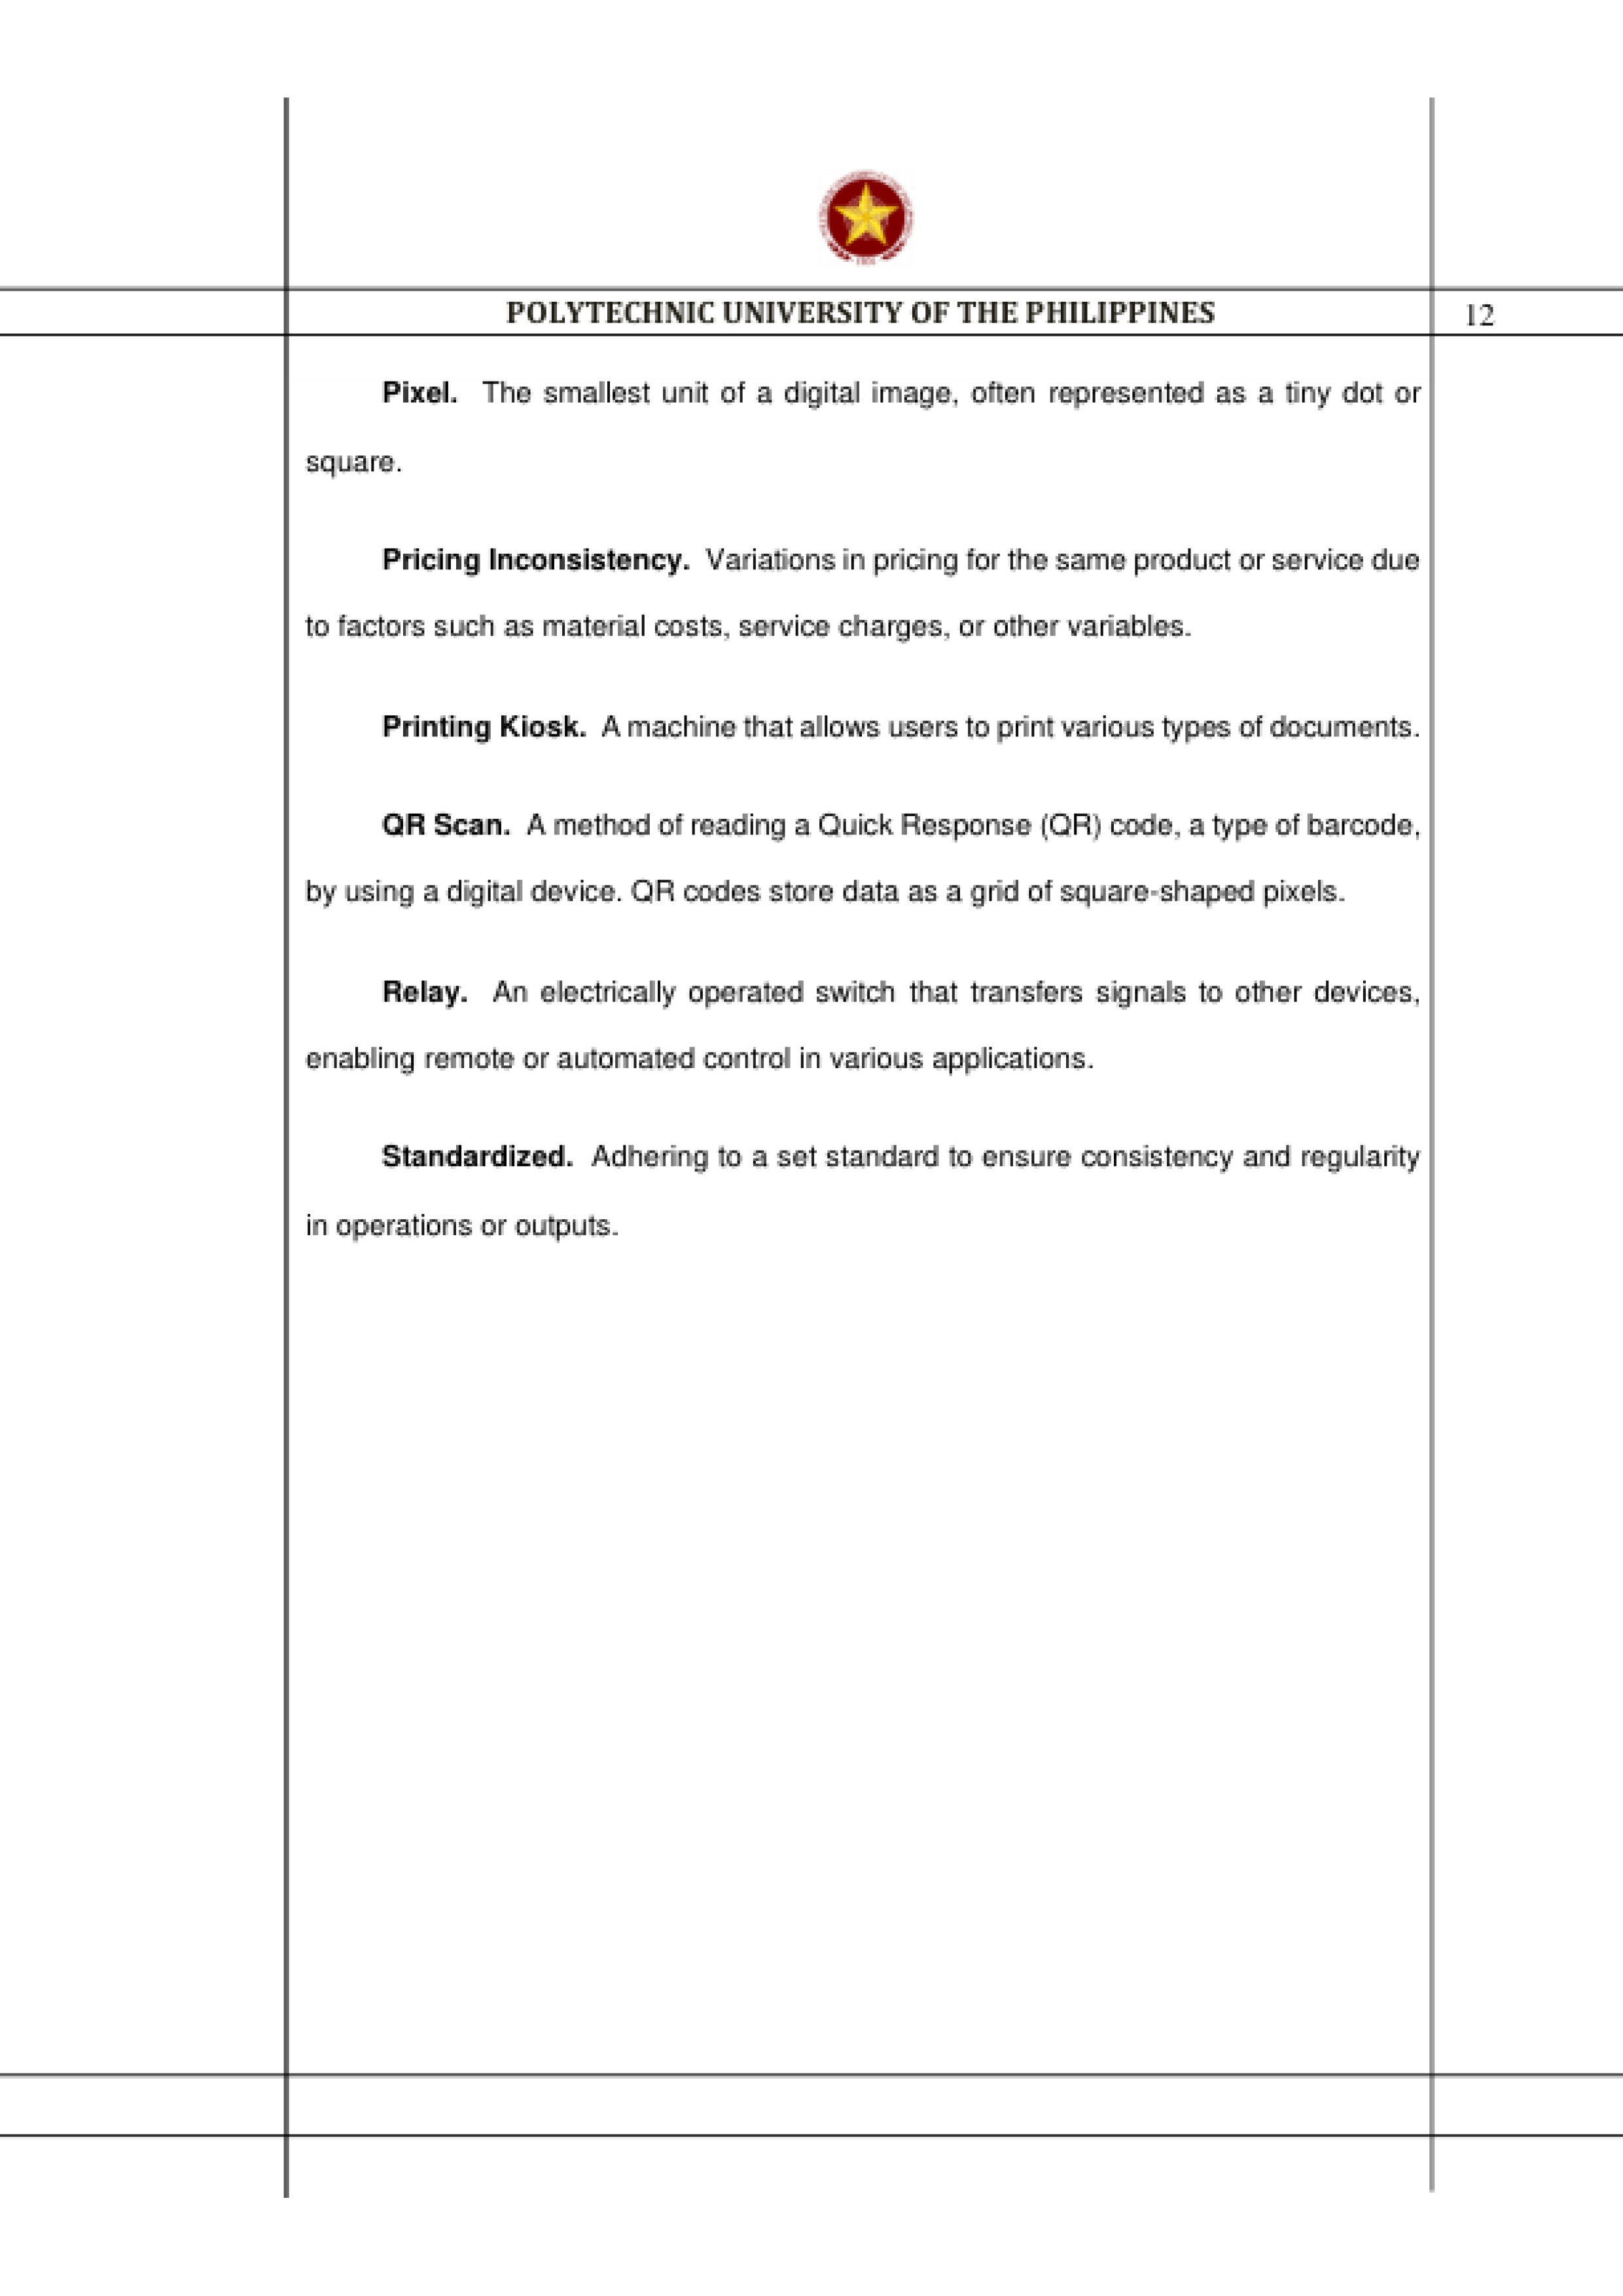 POLYTECHNIC UNIVERSITY OF THE PHILIPPINES 12
Pixel. The smallest unit of a digital image, often represented as a tiny dot or
square.
Pricing Inconsistency. Variations in pricing for the same product or service due
to factors such as material costs, service charges, or other variables.
Printing Kiosk. A machine that allows users to print various types of documents.
QR Scan. A method of reading a Quick Response (QR) code, a type of barcode,
by using a digital device. QR codes store data as a grid of square-shaped pixels.
Relay. An electrically operated switch that transfers signals to other devices,
enabling remote or automated control in various applications.
Standardized. Adhering to a set standard to ensure consistency and regularity
in operations or outputs.